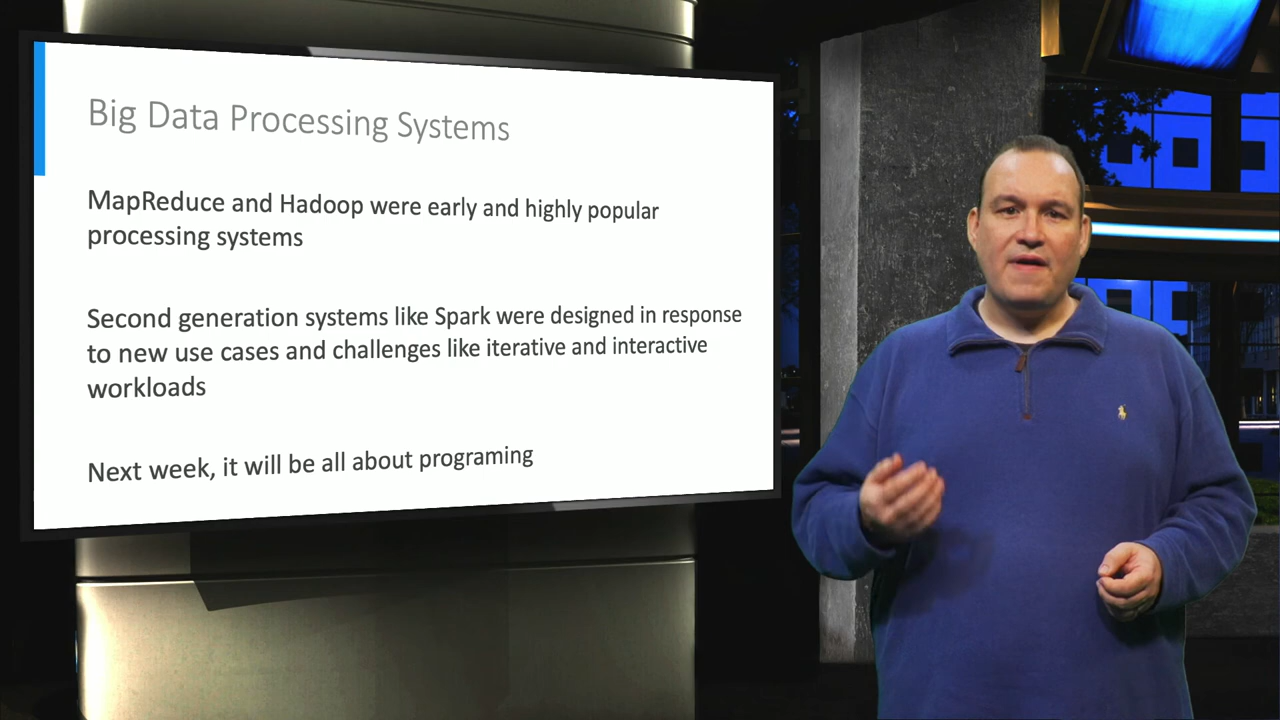 Big Data Processing Systems
MapReduce and Hadoop were early and highly popular
processing systems
Second generation systems like Spark were designed in response
to new use cases and challenges like iterative and interactive
workloads
Next week, it will be all about programing